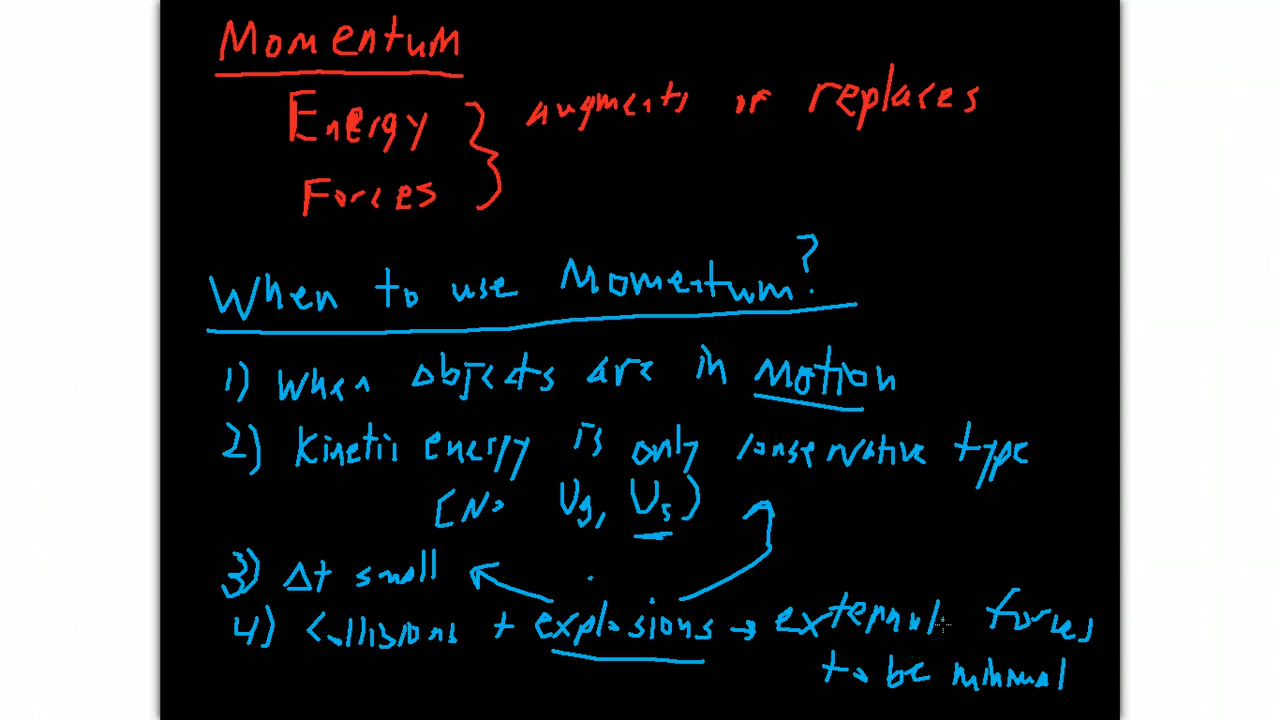 Momentum
Energy } augments or replaces
Forces
When to use Momentum?
1) When objects are in motion
2) Kinetic energy is only conservative type
(No Ug, Us)
3) Δt small
4) Collisions + explosions → external forces
to be minimal